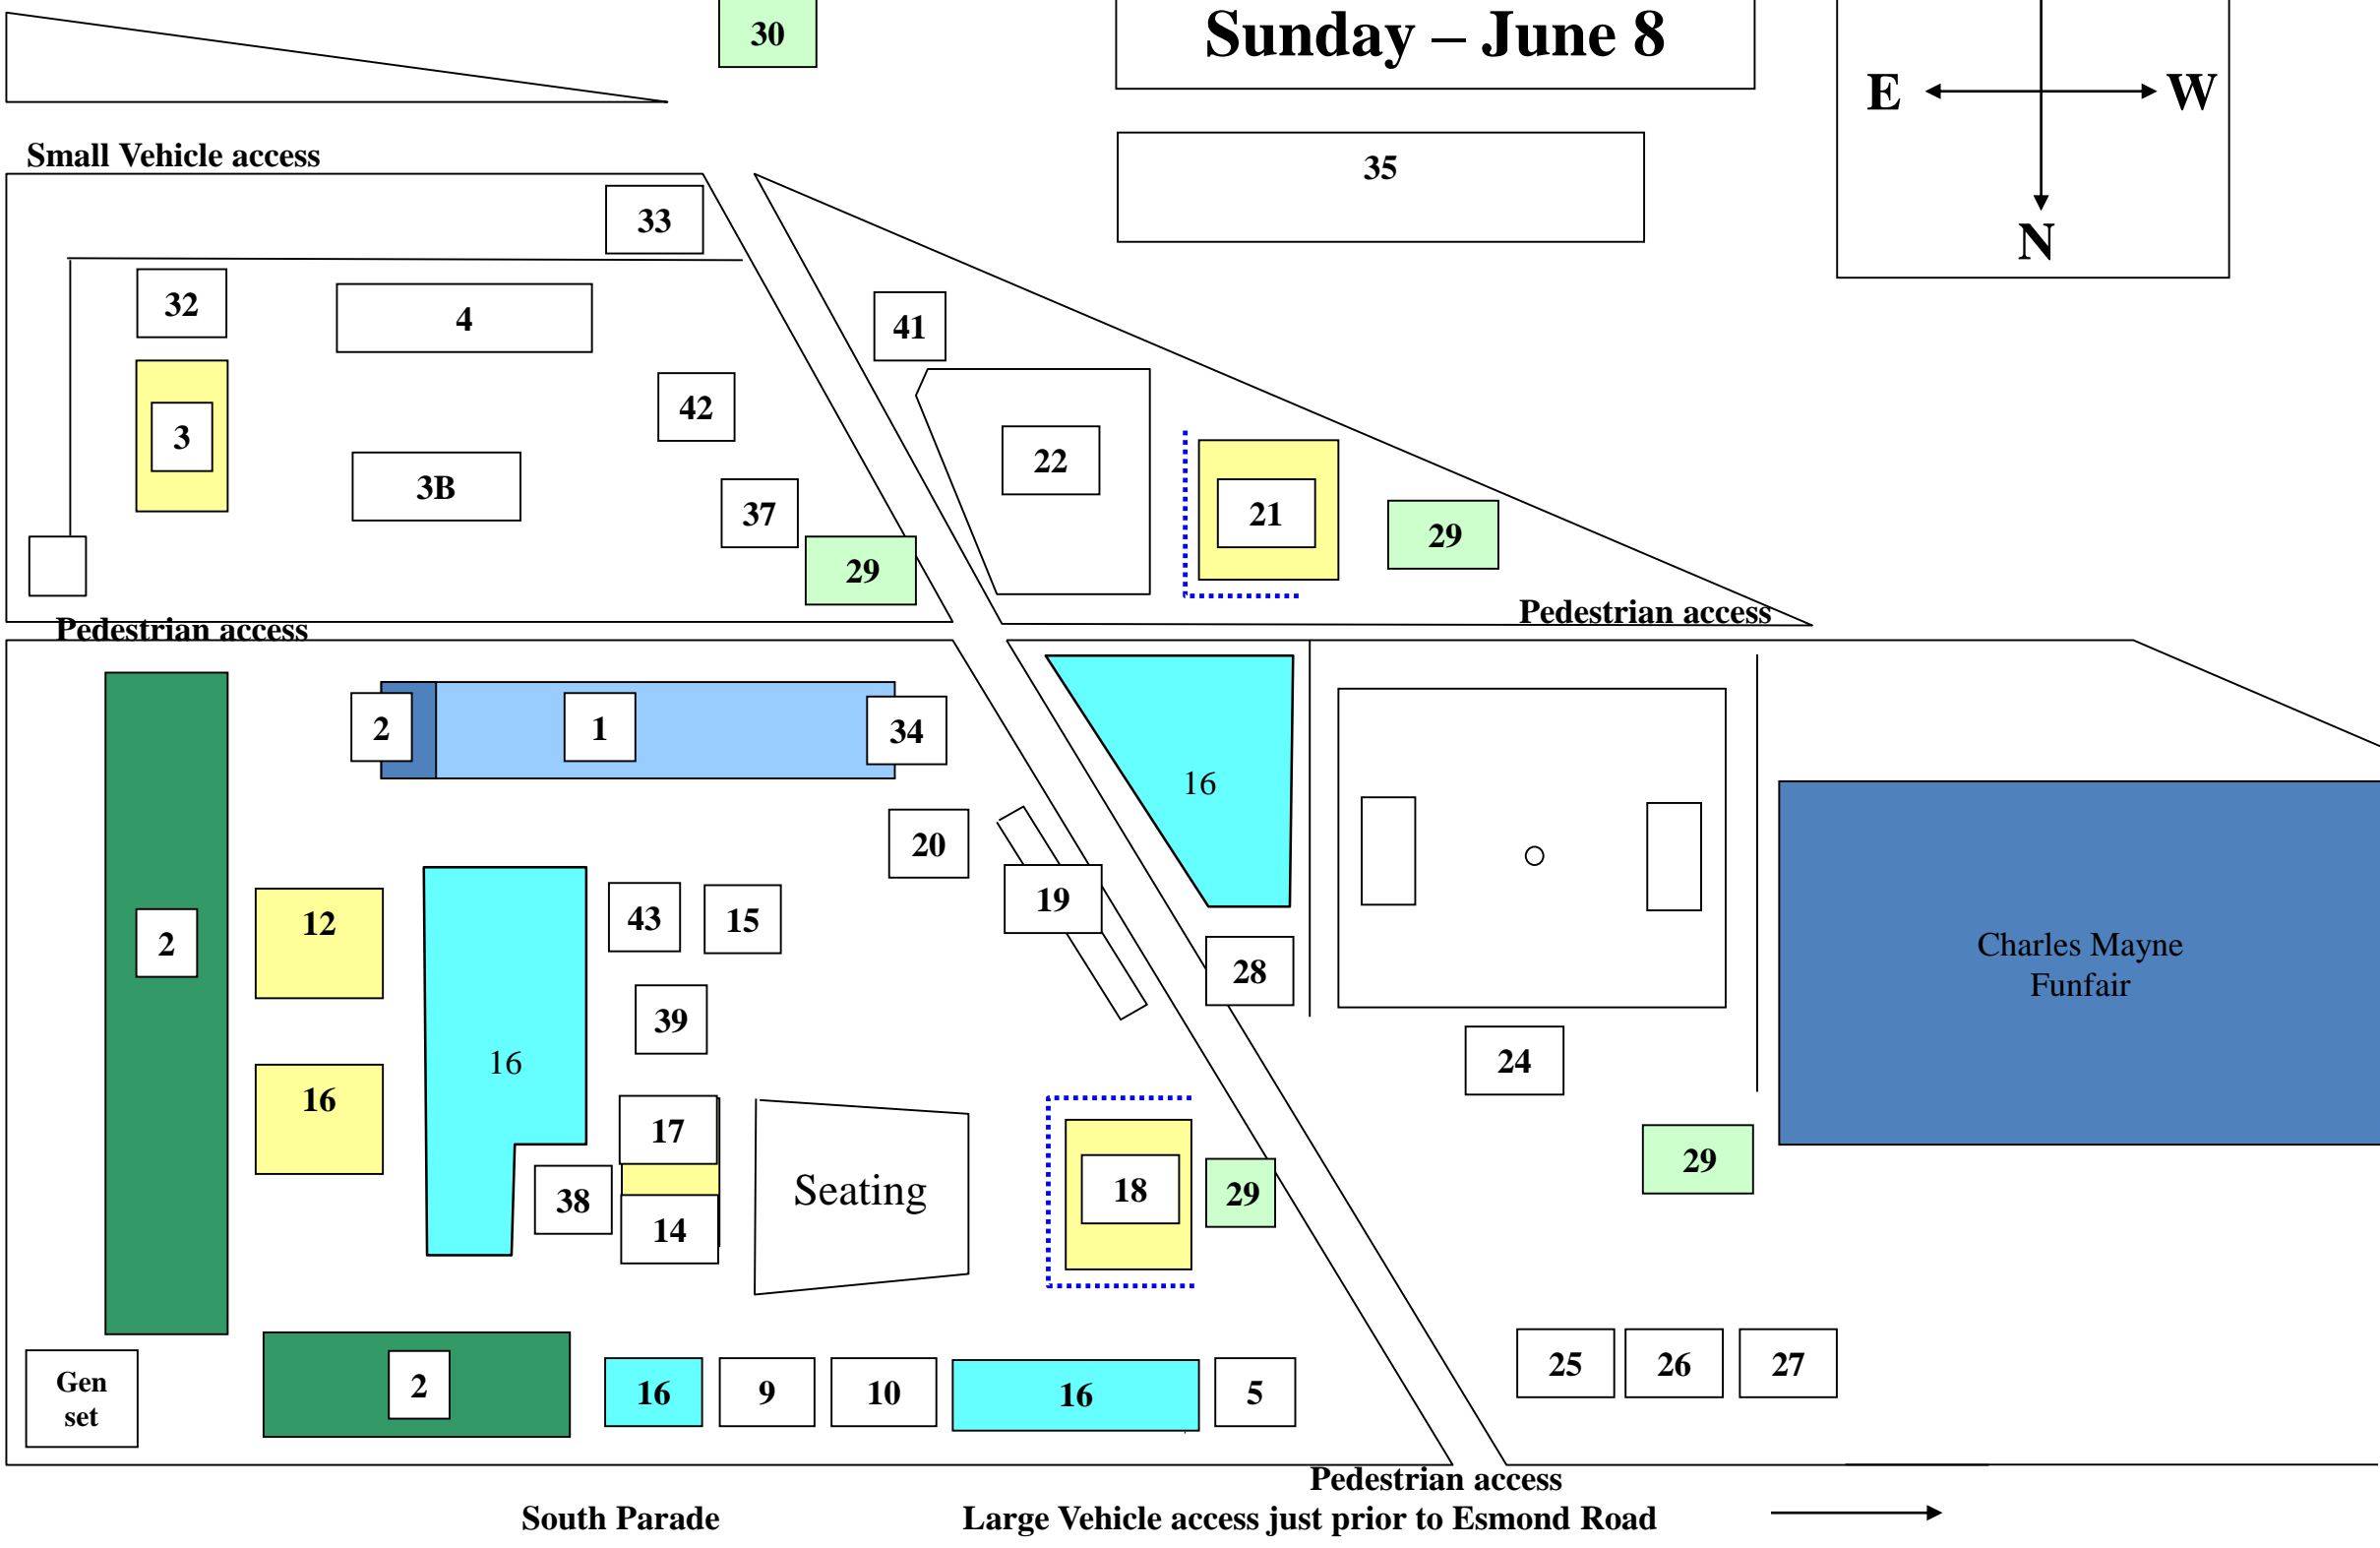 30
Sunday – June 8
E
W
N
Small Vehicle access
35
33
32
4
41
42
3
22
3B
37
21
29
29
Pedestrian access
Pedestrian access
2
1
34
16
20
19
12
43
15
2
28
Charles Mayne
Funfair
39
16
24
16
17
38
14
Seating
18
29
29
25
26
27
Gen
set
2
16
9
10
16
5
Pedestrian access
South Parade
Large Vehicle access just prior to Esmond Road